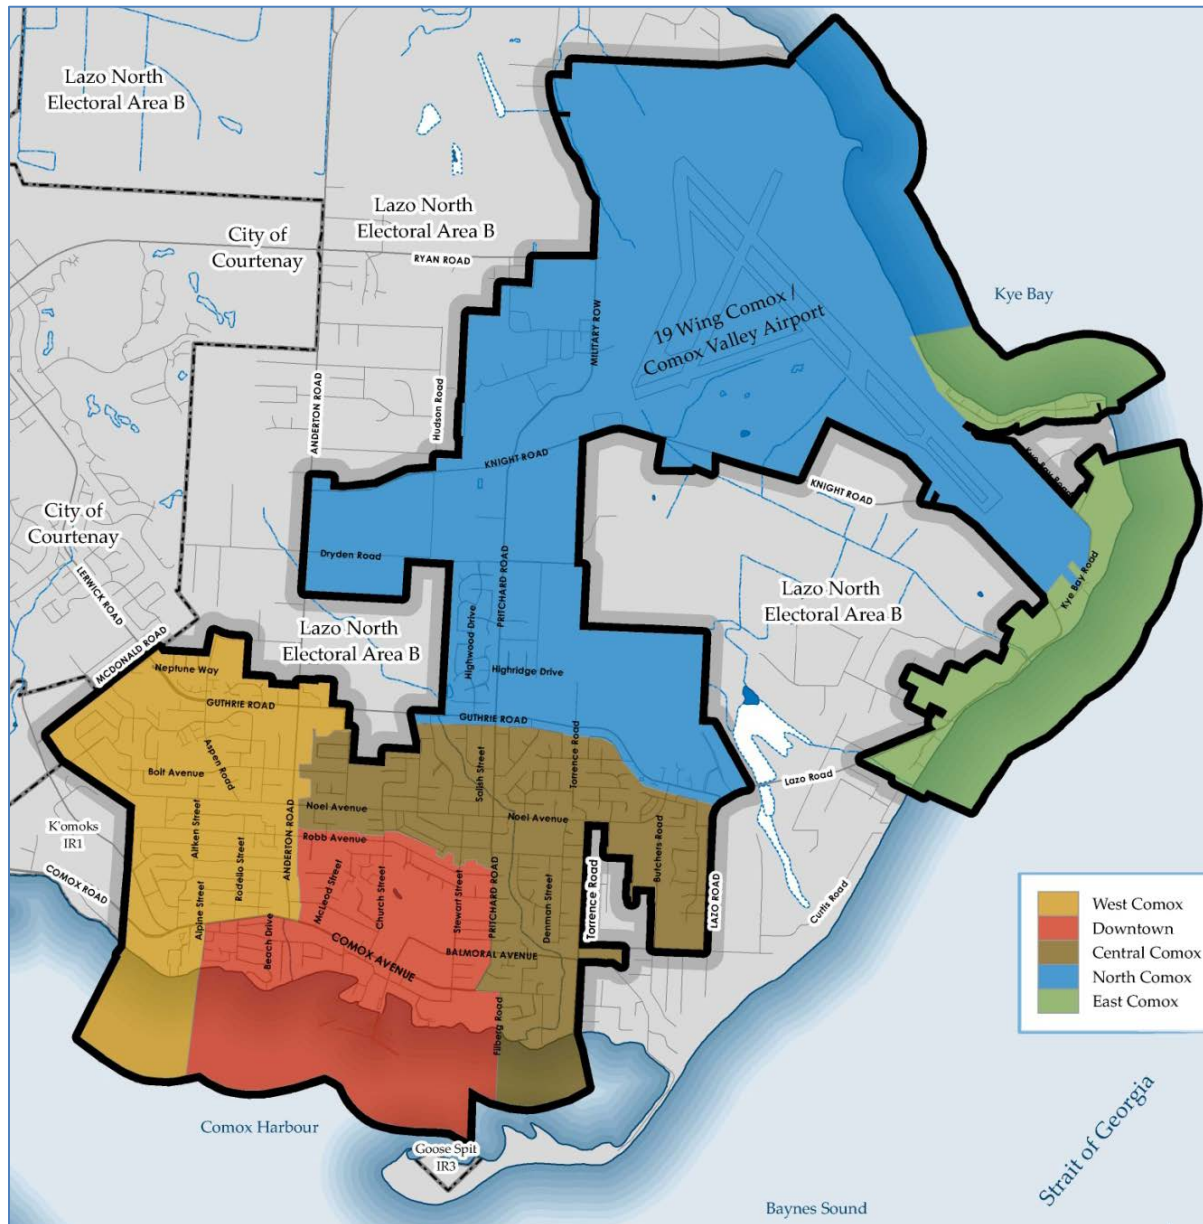 Lazo North
Electoral Area B
Lazo North
Electoral Area B
City of
Courtenay
RYAN ROAD
Kye Bay
MILITARY ROW
19 Wing Comox /
Comox Valley Airport
ANDERTON ROAD
Hudson Road
KNIGHT ROAD
Kye Bay Road
KNIGHT ROAD
City of
Courtenay
Dryden Road
PRITCHARD ROAD
Kye Bay Road
LERWICK ROAD
Lazo North
Electoral Area B
Lazo North
Electoral Area B
MCDONALD ROAD
Highwood Drive
Neptune Way
Highridge Drive
GUTHRIE ROAD
GUTHRIE ROAD
Torrence Road
Aspen Road
Bolt Avenue
Salish Street
Lazo Road
Noel Avenue
Noel Avenue
K'omoks
IR1
Aitken Street
ANDERTON ROAD
Robb Avenue
Butchers Road
Rodello Street
COMOX ROAD
McLeod Street
Church Street
Stewart Street
PRITCHARD ROAD
Denman Street
Torrence Road
LAZO ROAD
Curtis Road
Alpine Street
Beach Drive
COMOX AVENUE
BALMORAL AVENUE
West Comox
Downtown
Central Comox
North Comox
East Comox
Filberg Road
Comox Harbour
Goose Spit
IR3
Strait of Georgia
Baynes Sound